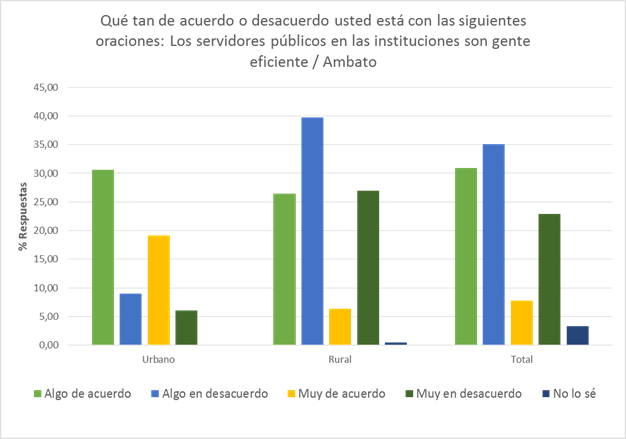 Qué tan de acuerdo o desacuerdo usted está con las siguientes
oraciones: Los servidores públicos en las instituciones son gente
eficiente / Ambato
45,00
40,00
35,00
30,00
25,00
20,00
15,00
10,00
5,00
0,00
% Respuestas
Urbano Rural Total
Algo de acuerdo Algo en desacuerdo Muy de acuerdo Muy en desacuerdo No lo sé